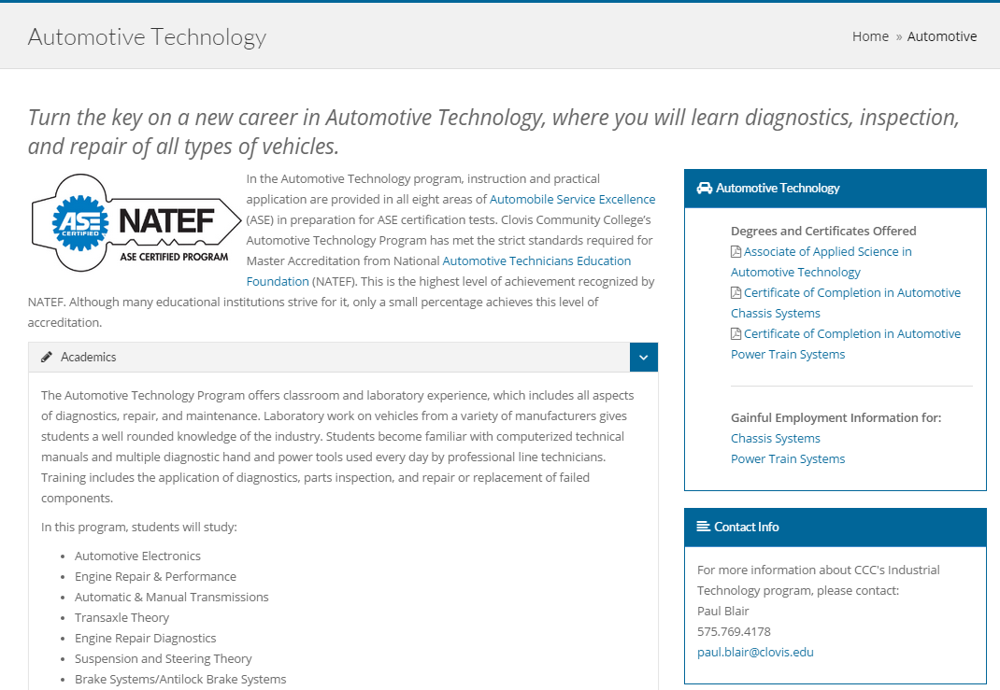 Automotive Technology
Home » Automotive
Turn the key on a new career in Automotive Technology, where you will learn diagnostics, inspection,
and repair of all types of vehicles.
ASE
CERTIFIED
NATEF
ASE CERTIFIED PROGRAM
In the Automotive Technology program, instruction and practical
application are provided in all eight areas of Automobile Service Excellence
(ASE) in preparation for ASE certification tests. Clovis Community College's
Automotive Technology Program has met the strict standards required for
Master Accreditation from National Automotive Technicians Education
Foundation (NATEF). This is the highest level of achievement recognized by
NATEF. Although many educational institutions strive for it, only a small percentage achieves this level of
accreditation.
Academics
The Automotive Technology Program offers classroom and laboratory experience, which includes all aspects
of diagnostics, repair, and maintenance. Laboratory work on vehicles from a variety of manufacturers gives
students a well rounded knowledge of the industry. Students become familiar with computerized technical
manuals and multiple diagnostic hand and power tools used every day by professional line technicians.
Training includes the application of diagnostics, parts inspection, and repair or replacement of failed
components.
In this program, students will study:
• Automotive Electronics
• Engine Repair & Performance
• Automatic & Manual Transmissions
• Transaxle Theory
• Engine Repair Diagnostics
• Suspension and Steering Theory
• Brake Systems/Antilock Brake Systems
Automotive Technology
Degrees and Certificates Offered
Associate of Applied Science in
Automotive Technology
Certificate of Completion in Automotive
Chassis Systems
Certificate of Completion in Automotive
Power Train Systems
Gainful Employment Information for:
Chassis Systems
Power Train Systems
Contact Info
For more information about CCC's Industrial
Technology program, please contact:
Paul Blair
575.769.4178
paul.blair@clovis.edu